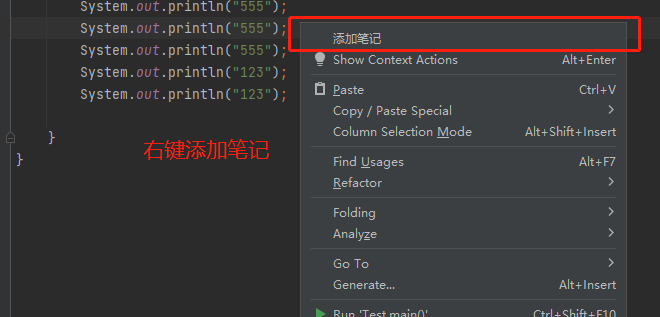 System.out.println("555");
System.out.println("555");
System.out.println("555");
System.out.println("123");
System.out.println("123");
}
}
右键添加笔记
添加笔记
Show Context Actions Alt+Enter
Paste Ctrl+V
Copy / Paste Special
Column Selection Mode Alt+Shift+Insert
Find Usages Alt+F7
Refactor
Folding
Analyze
Go To
Generate... Alt+Insert
Run 'Test.main()' Ctrl+Shift+F10